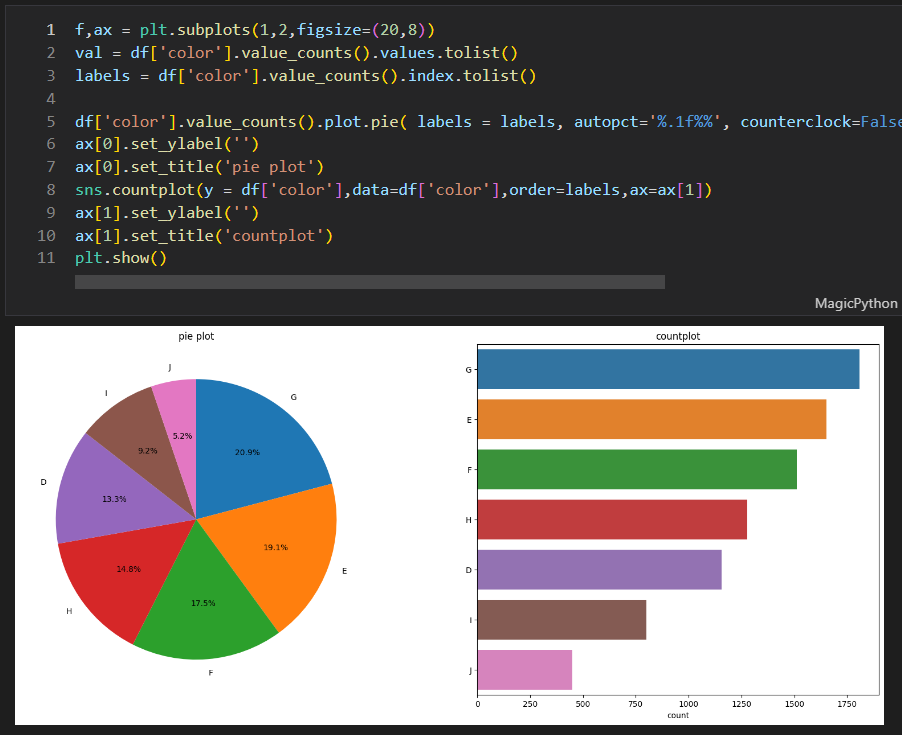 1 f,ax = plt.subplots(1,2,figsize=(20,8))
2 val = df['color'].value_counts().values.tolist()
3 labels = df['color'].value_counts().index.tolist()
4
5 df['color'].value_counts().plot.pie( labels = labels, autopct='%.1f%%', counterclock=False
6 ax[0].set_ylabel('')
7 ax[0].set_title('pie plot')
8 sns.countplot(y = df['color'],data=df['color'],order=labels,ax=ax[1])
9 ax[1].set_ylabel('')
10 ax[1].set_title('countplot')
11 plt.show()
MagicPython
pie plot
J
I
G
5.2%
9.2%
20.9%
D
13.3%
19.1%
14.8%
E
17.5%
H
F
countplot
G
E
F
H
D
I
J
0 250 500 750 1000 1250 1500 1750
count